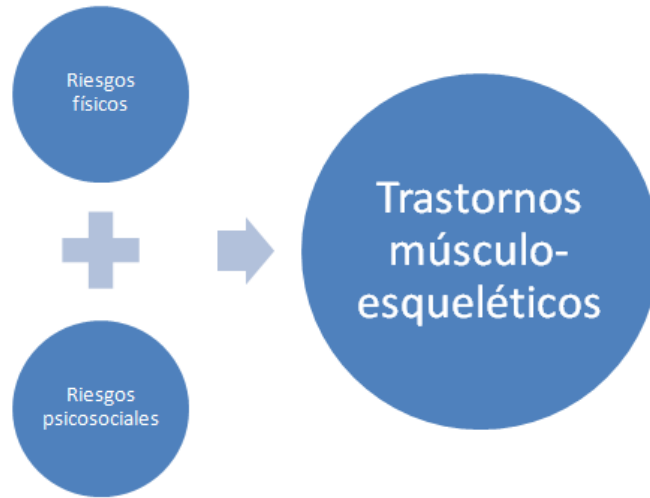 Riesgos
físicos
Riesgos
psicosociales
Trastornos
músculo-
esqueléticos